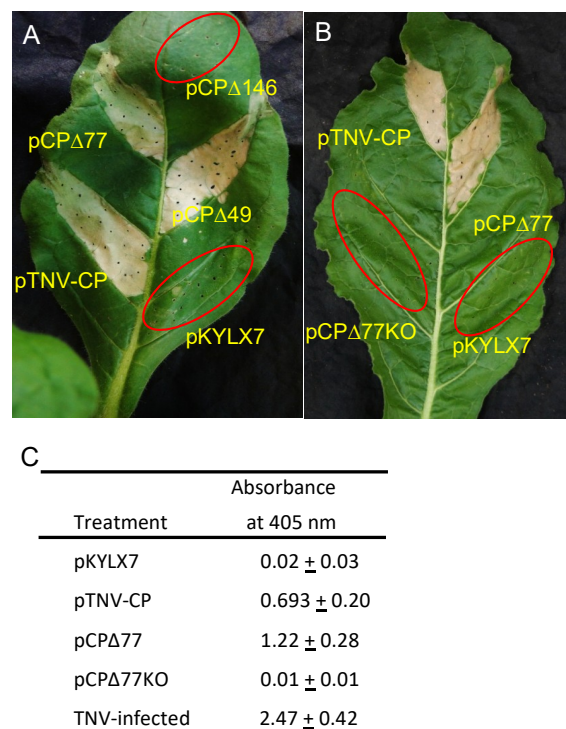 A
pCPΔ146
pCPΔ77
pCPΔ49
pTNV-CP
pKYLX7
B
pTNV-CP
pCPΔ77
pCPΔ77KO
pKYLX7
C
Absorbance
Treatment at 405 nm
pKYLX7 0.02 ± 0.03
pTNV-CP 0.693 ± 0.20
pCPΔ77 1.22 ± 0.28
pCPΔ77KO 0.01 ± 0.01
TNV-infected 2.47 ± 0.42